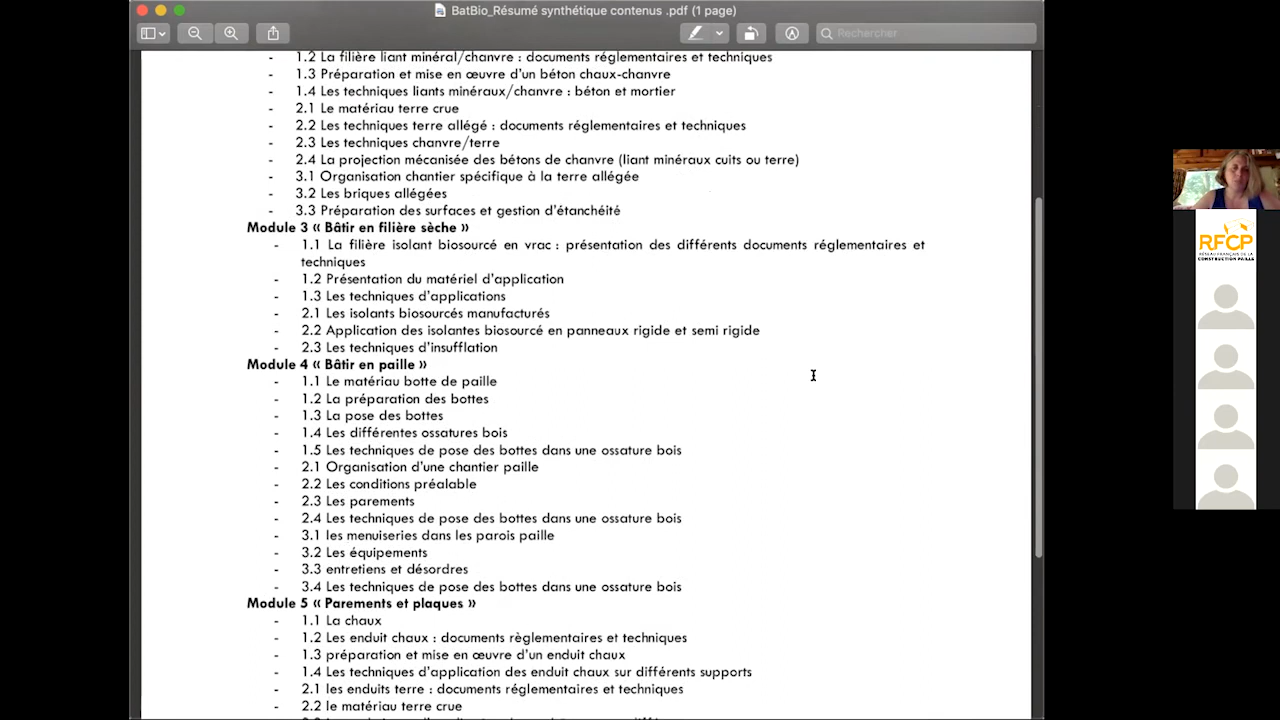 BatBio_Résumé synthétique contenus .pdf (1 page)
Rechercher
- 1.2 La filière liant minéral/chanvre : documents réglementaires et techniques
- 1.3 Préparation et mise en œuvre d'un béton chaux-chanvre
- 1.4 Les techniques liants minéraux/chanvre : béton et mortier
- 2.1 Le matériau terre crue
- 2.2 Les techniques terre allégé : documents réglementaires et techniques
- 2.3 Les techniques chanvre/terre
- 2.4 La projection mécanisée des bétons de chanvre (liant minéraux cuits ou terre)
- 3.1 Organisation chantier spécifique à la terre allégée
- 3.2 Les briques allégées
- 3.3 Préparation des surfaces et gestion d'étanchéité
Module 3 « Bâtir en filière sèche »
- 1.1 La filière isolant biosourcé en vrac : présentation des différents documents réglementaires et
techniques
- 1.2 Présentation du matériel d'application
- 1.3 Les techniques d'applications
- 2.1 Les isolants biosourcés manufacturés
- 2.2 Application des isolantes biosourcé en panneaux rigide et semi rigide
- 2.3 Les techniques d'insufflation
Module 4 « Bâtir en paille »
- 1.1 Le matériau botte de paille
- 1.2 La préparation des bottes
- 1.3 La pose des bottes
- 1.4 Les différentes ossatures bois
- 1.5 Les techniques de pose des bottes dans une ossature bois
- 2.1 Organisation d'une chantier paille
- 2.2 Les conditions préalable
- 2.3 Les parements
- 2.4 Les techniques de pose des bottes dans une ossature bois
- 3.1 les menuiseries dans les parois paille
- 3.2 Les équipements
- 3.3 entretiens et désordres
- 3.4 Les techniques de pose des bottes dans une ossature bois
Module 5 « Parements et plaques »
- 1.1 La chaux
- 1.2 Les enduit chaux : documents règlementaires et techniques
- 1.3 préparation et mise en œuvre d'un enduit chaux
- 1.4 Les techniques d'application des enduit chaux sur différents supports
- 2.1 les enduits terre : documents réglementaires et techniques
- 2.2 le matériau terre crue
RFCP
RÉSEAU FRANÇAIS DE LA
CONSTRUCTION PAILLE